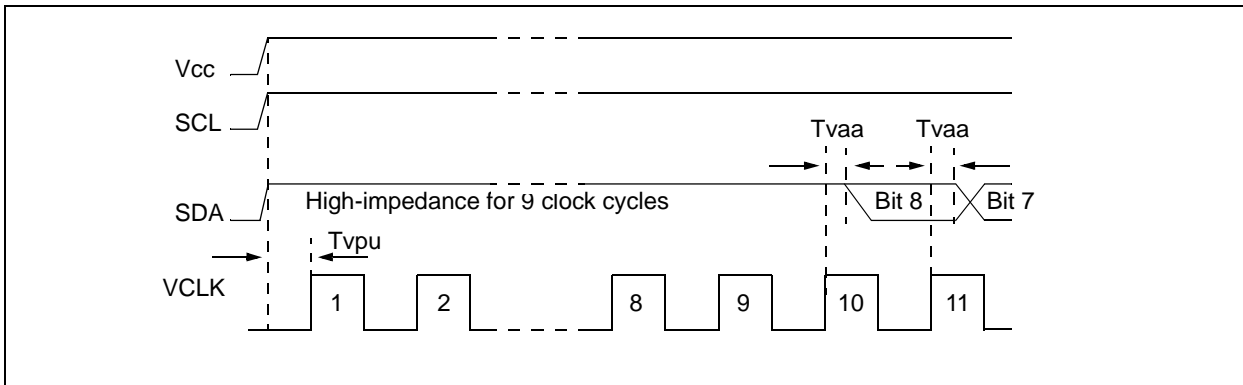 Vcc
SCL
Tvaa Tvaa
SDA
High-impedance for 9 clock cycles
Bit 8
Bit 7
Tvpu
VCLK
1 2 8 9 10 11